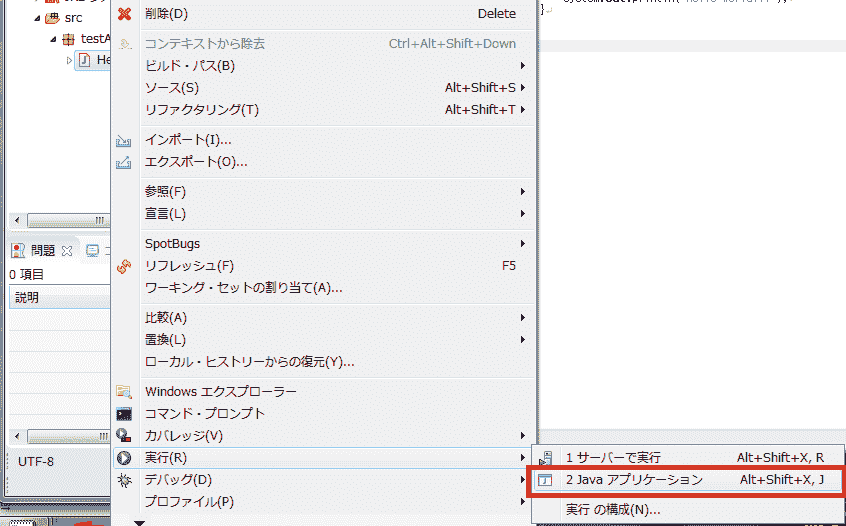 src
testA
He
}
削除(D) Delete
コンテキストから除去 Ctrl+Alt+Shift+Down
ビルド・パス(B)
ソース(S) Alt+Shift+S
リファクタリング(T) Alt+Shift+T
インポート(I)...
エクスポート(O)...
参照(F)
宣言(L)
SpotBugs
リフレッシュ(F) F5
ワーキング・セットの割り当て(A)...
比較(A)
置換(L)
ローカル・ヒストリーからの復元(Y)...
Windows エクスプローラー
コマンド・プロンプト
カバレッジ(V)
実行(R)
デバッグ(D)
プロファイル(P)
問題
0 項目
説明
UTF-8
1 サーバーで実行 Alt+Shift+X, R
2 Java アプリケーション Alt+Shift+X, J
実行 の構成(N)...